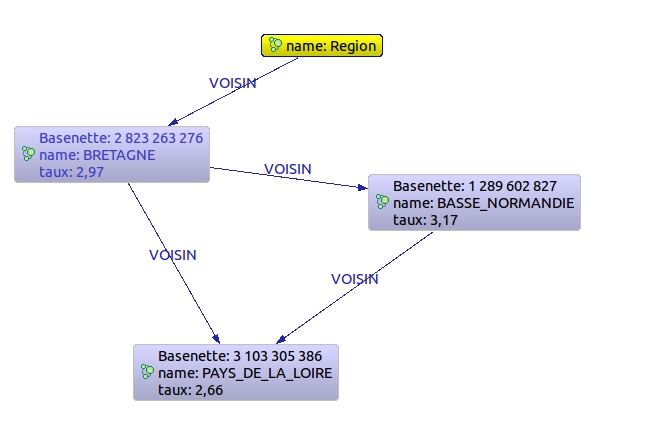 name: Region
VOISIN
Basenette: 2 823 263 276
name: BRETAGNE
taux: 2,97
VOISIN
Basenette: 1 289 602 827
name: BASSE_NORMANDIE
taux: 3,17
VOISIN
VOISIN
Basenette: 3 103 305 386
name: PAYS_DE_LA_LOIRE
taux: 2,66